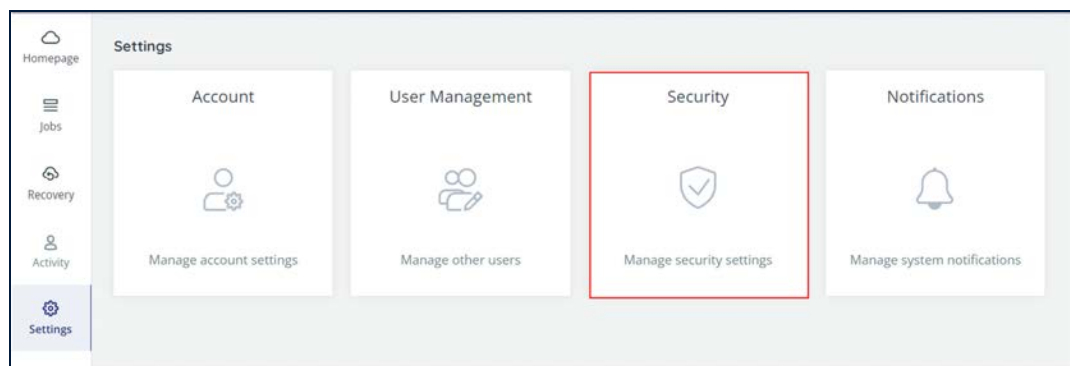 Homepage
Jobs
Recovery
Activity
Settings
Settings
Account
User Management
Security
Notifications
Manage account settings
Manage other users
Manage security settings
Manage system notifications